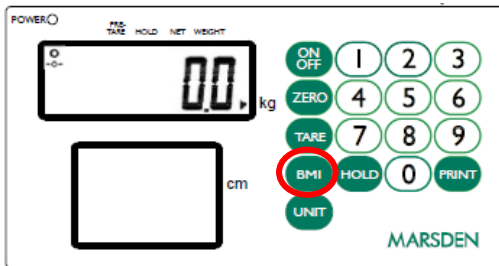 POWER
PRE-TARE HOLD NET WEIGHT
-0-
0.0 kg
cm
ON OFF 1 2 3
ZERO 4 5 6
TARE 7 8 9
BMI HOLD 0 PRINT
UNIT
MARSDEN